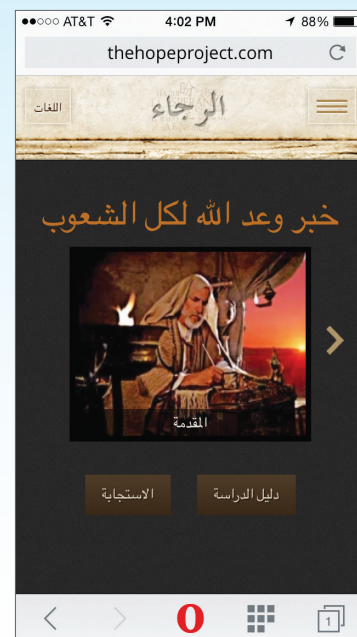 AT&T 4:02 PM 88%
thehopeproject.com
الرجاء
اللغات
خبر وعد الله لكل الشعوب
المقدمة
دليل الدراسة
الاستجابة
1